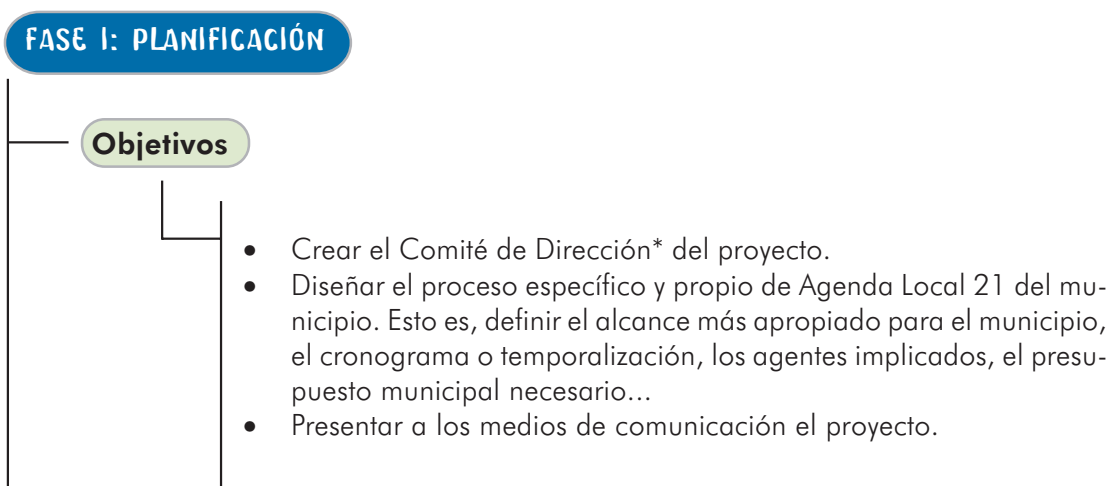 FASE I: PLANIFICACIÓN
Objetivos
• Crear el Comité de Dirección* del proyecto.
• Diseñar el proceso específico y propio de Agenda Local 21 del mu-
nicipio. Esto es, definir el alcance más apropiado para el municipio,
el cronograma o temporalización, los agentes implicados, el presu-
puesto municipal necesario...
• Presentar a los medios de comunicación el proyecto.